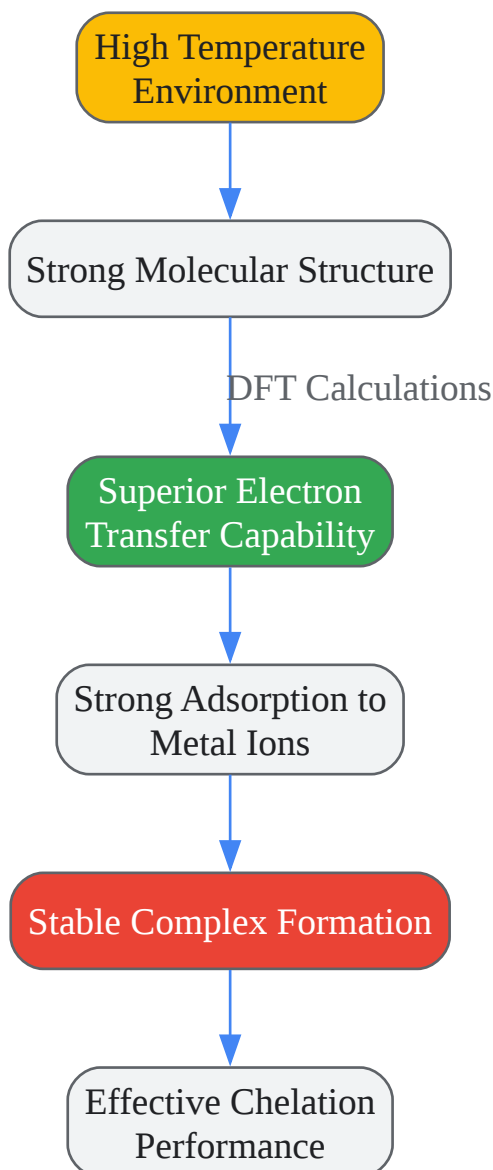 High Temperature
Environment
Strong Molecular Structure
DFT Calculations
Superior Electron
Transfer Capability
Strong Adsorption to
Metal Ions
Stable Complex Formation
Effective Chelation
Performance